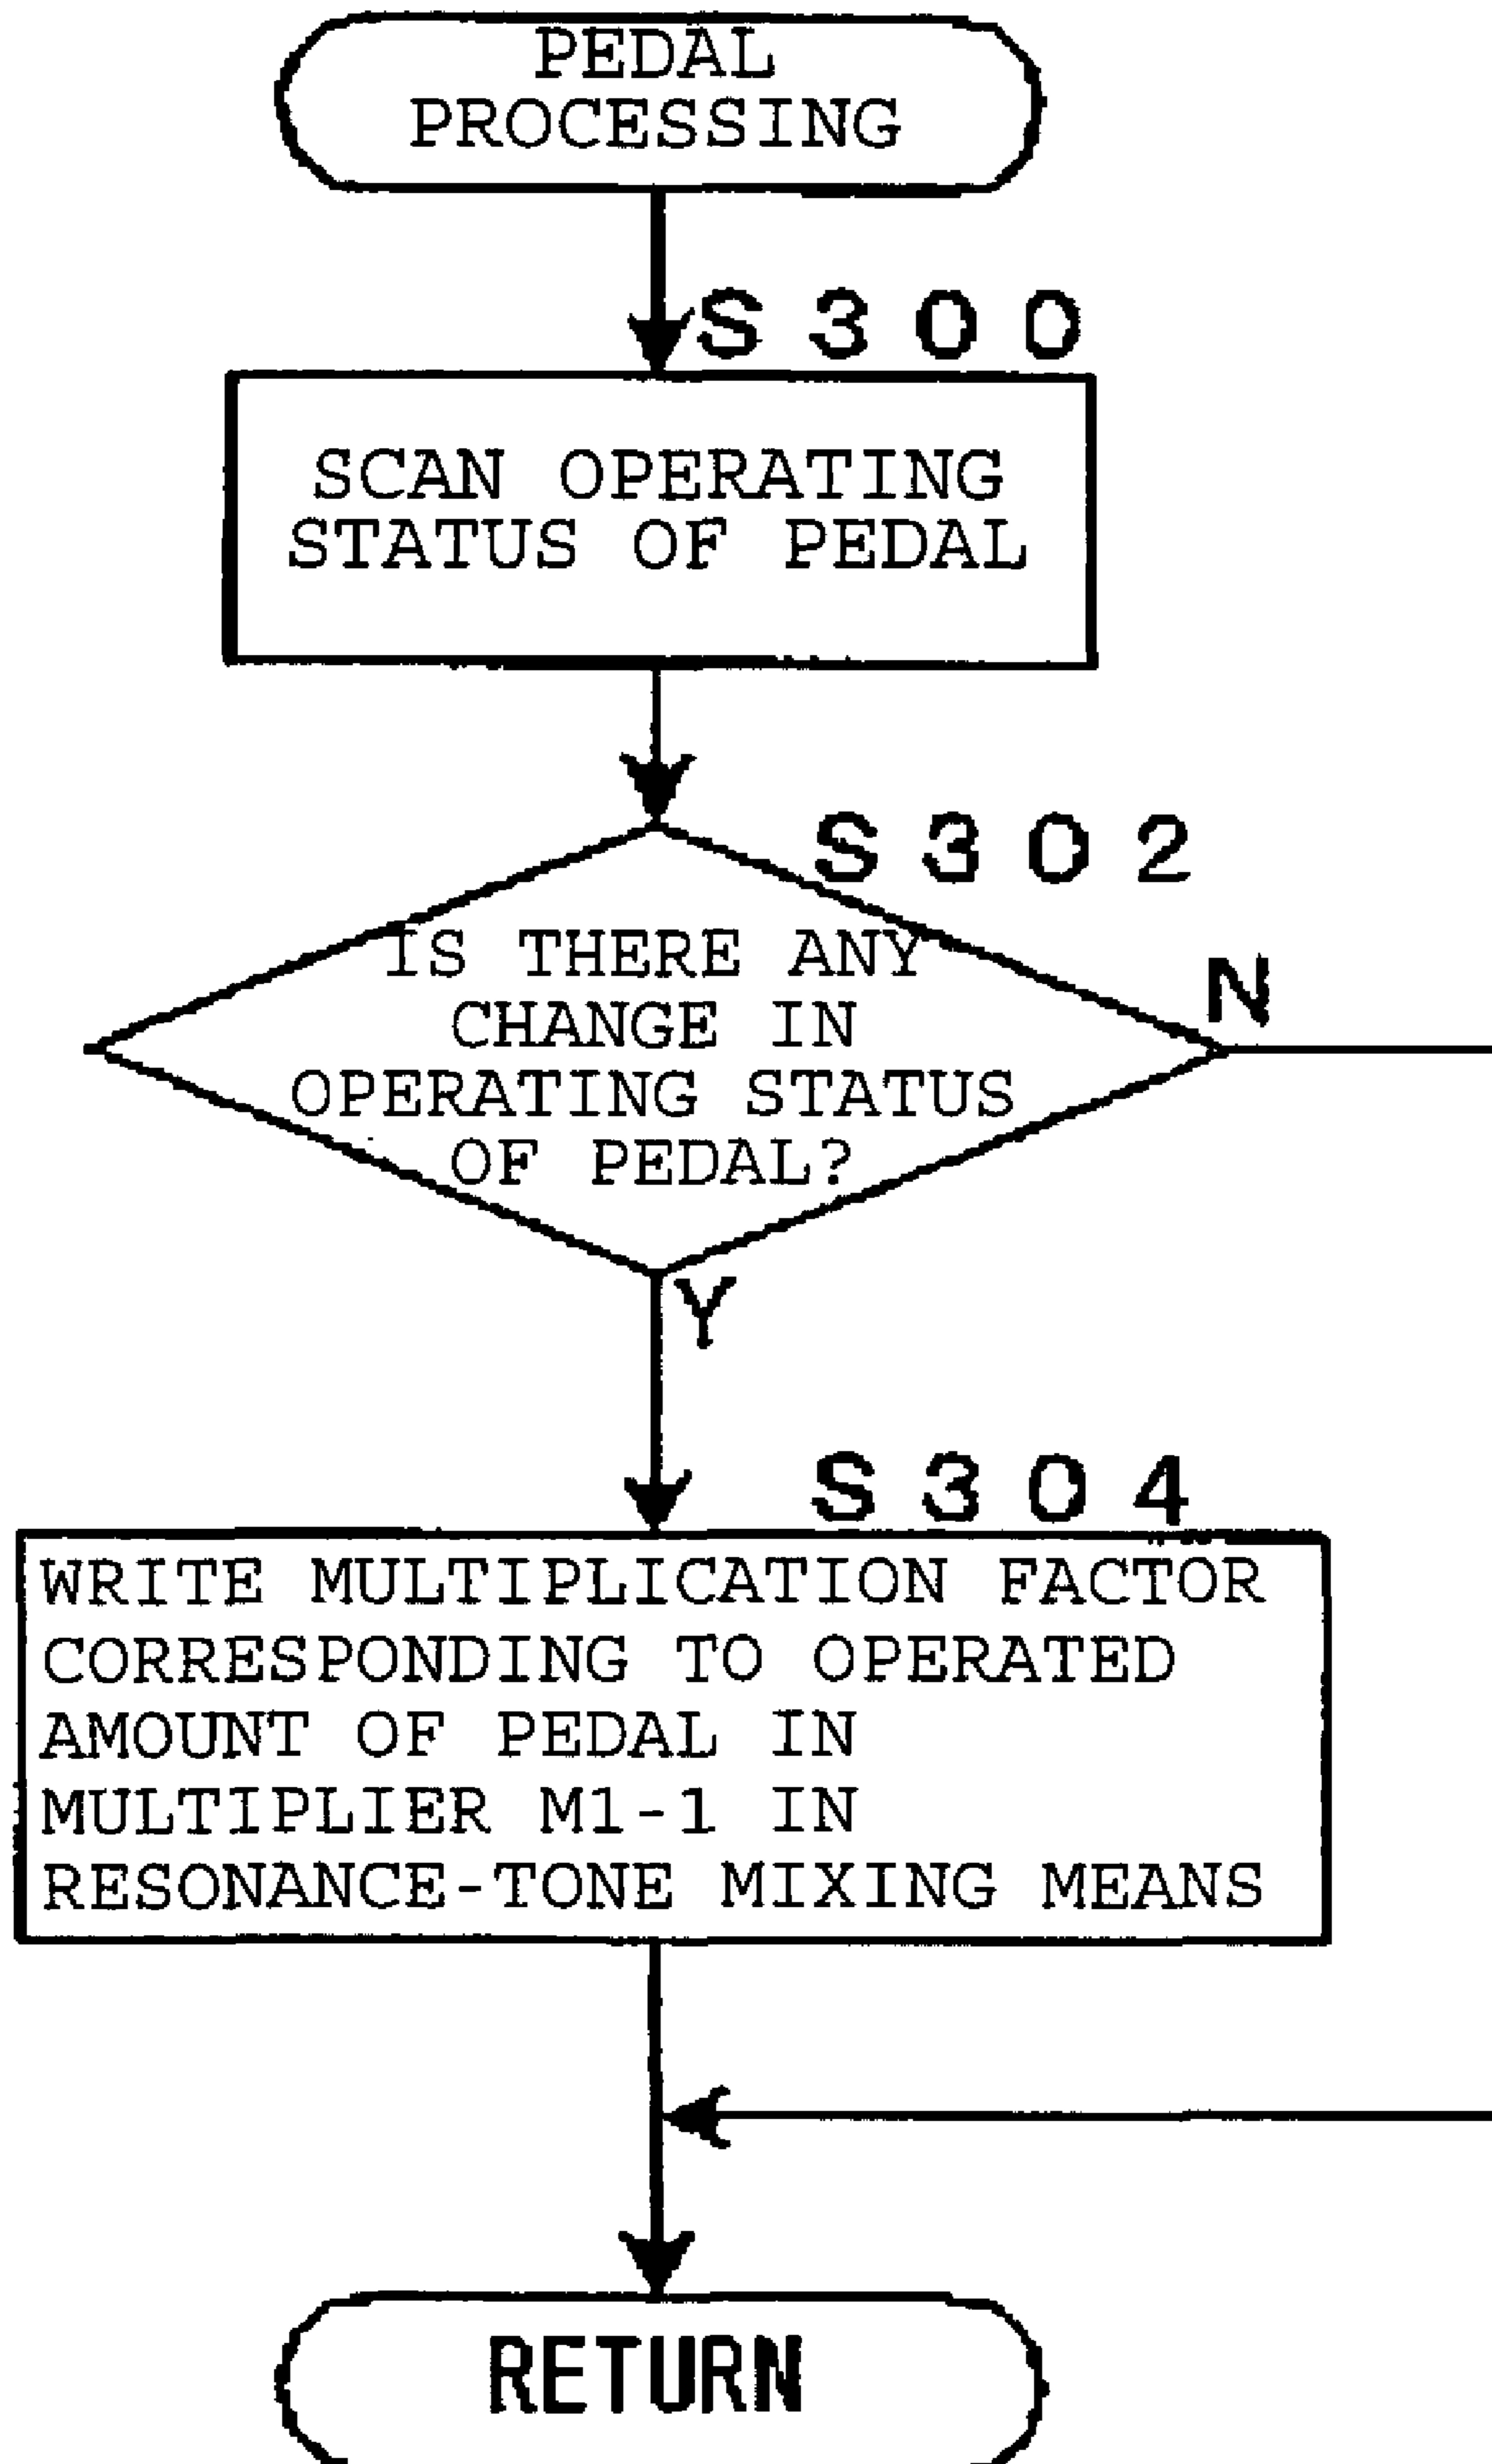 PEDAL
PROCESSING
S300
SCAN OPERATING
STATUS OF PEDAL
S302
IS THERE ANY
CHANGE IN
OPERATING STATUS
OF PEDAL?
N
Y
S304
WRITE MULTIPLICATION FACTOR
CORRESPONDING TO OPERATED
AMOUNT OF PEDAL IN
MULTIPLIER M1-1 IN
RESONANCE-TONE MIXING MEANS
RETURN